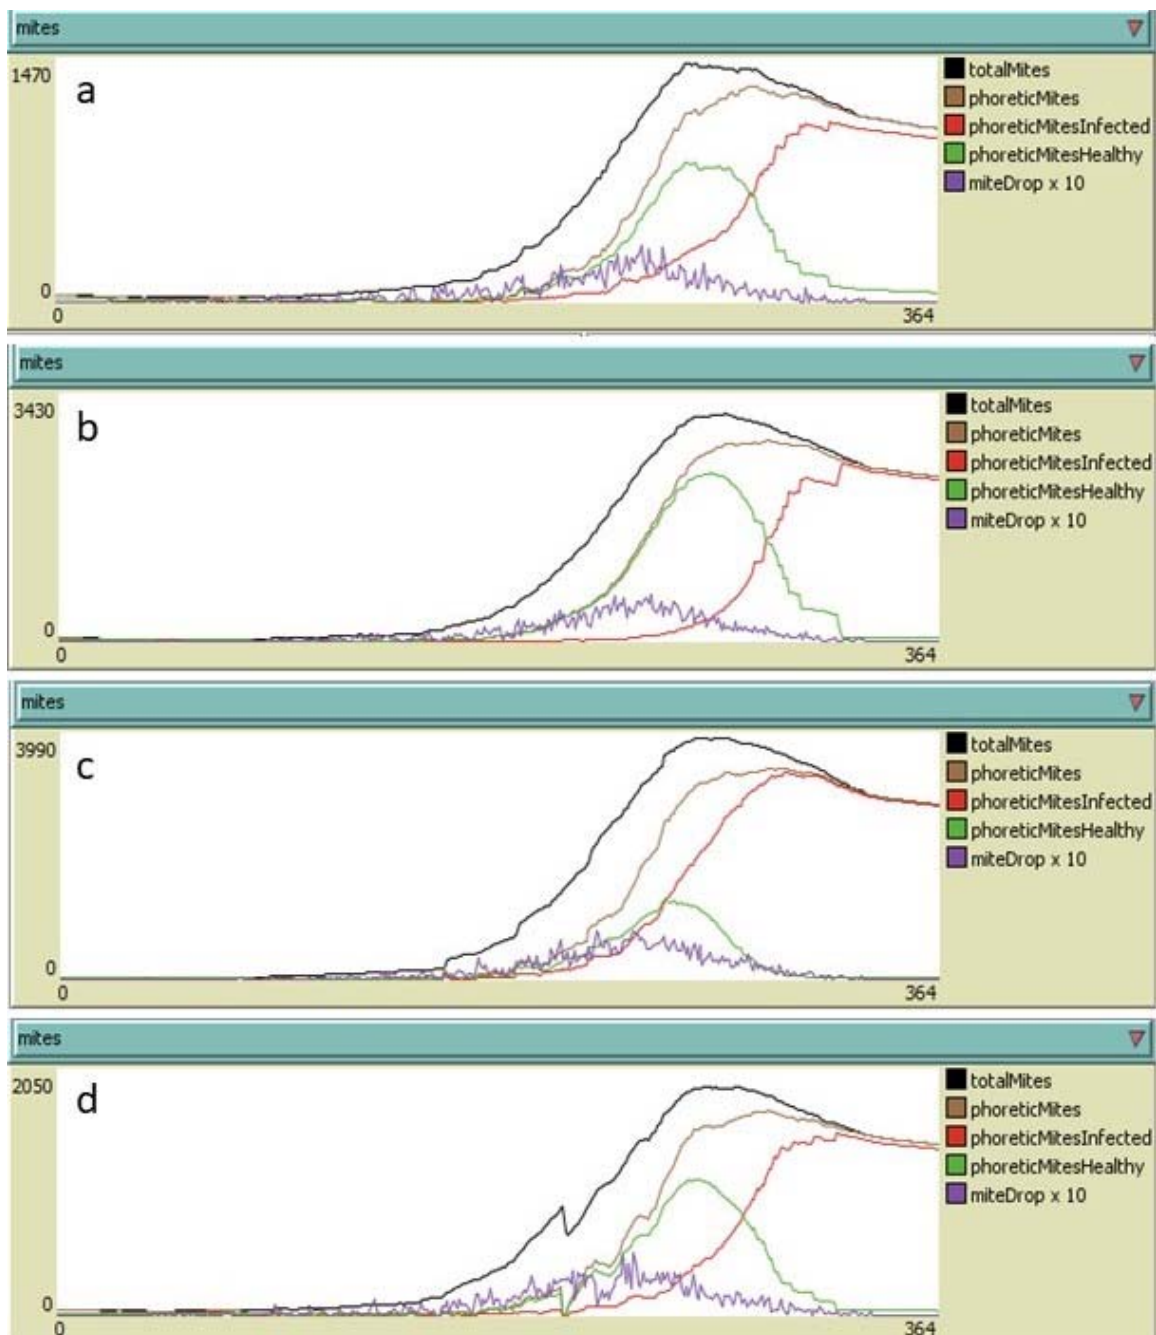 mites
1470
a
totalMites
phoreticMites
phoreticMitesInfected
phoreticMitesHealthy
miteDrop x 10
0
0 364
mites
3430
b
totalMites
phoreticMites
phoreticMitesInfected
phoreticMitesHealthy
miteDrop x 10
0
0 364
mites
3990
c
totalMites
phoreticMites
phoreticMitesInfected
phoreticMitesHealthy
miteDrop x 10
0
0 364
mites
2050
d
totalMites
phoreticMites
phoreticMitesInfected
phoreticMitesHealthy
miteDrop x 10
0
0 364